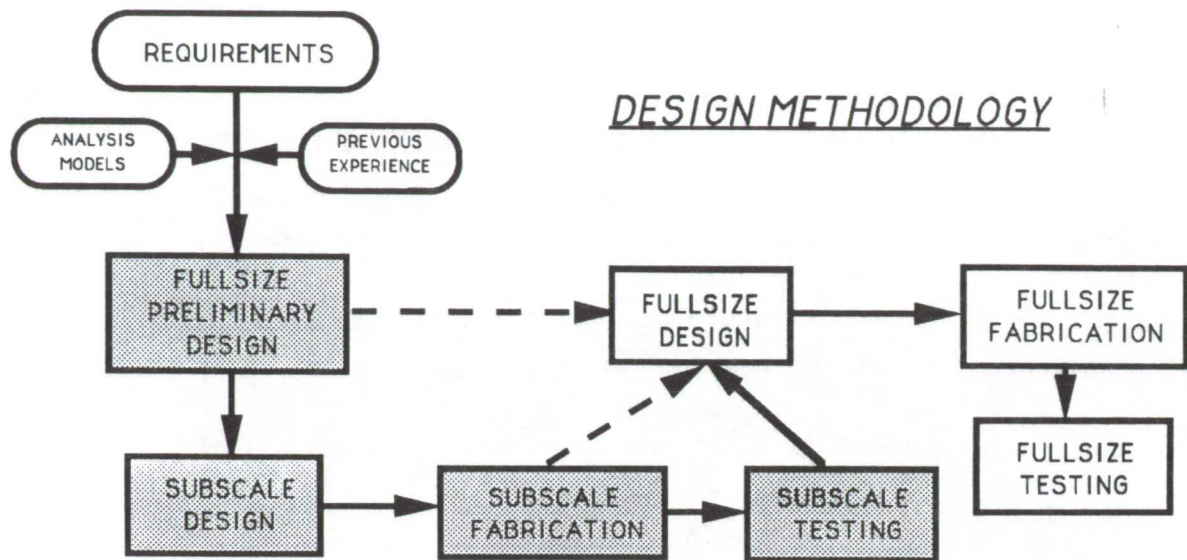 REQUIREMENTS
DESIGN METHODOLOGY
ANALYSIS
MODELS
PREVIOUS
EXPERIENCE
FULLSIZE
PRELIMINARY
DESIGN
FULLSIZE
DESIGN
FULLSIZE
FABRICATION
SUBSCALE
DESIGN
SUBSCALE
FABRICATION
SUBSCALE
TESTING
FULLSIZE
TESTING